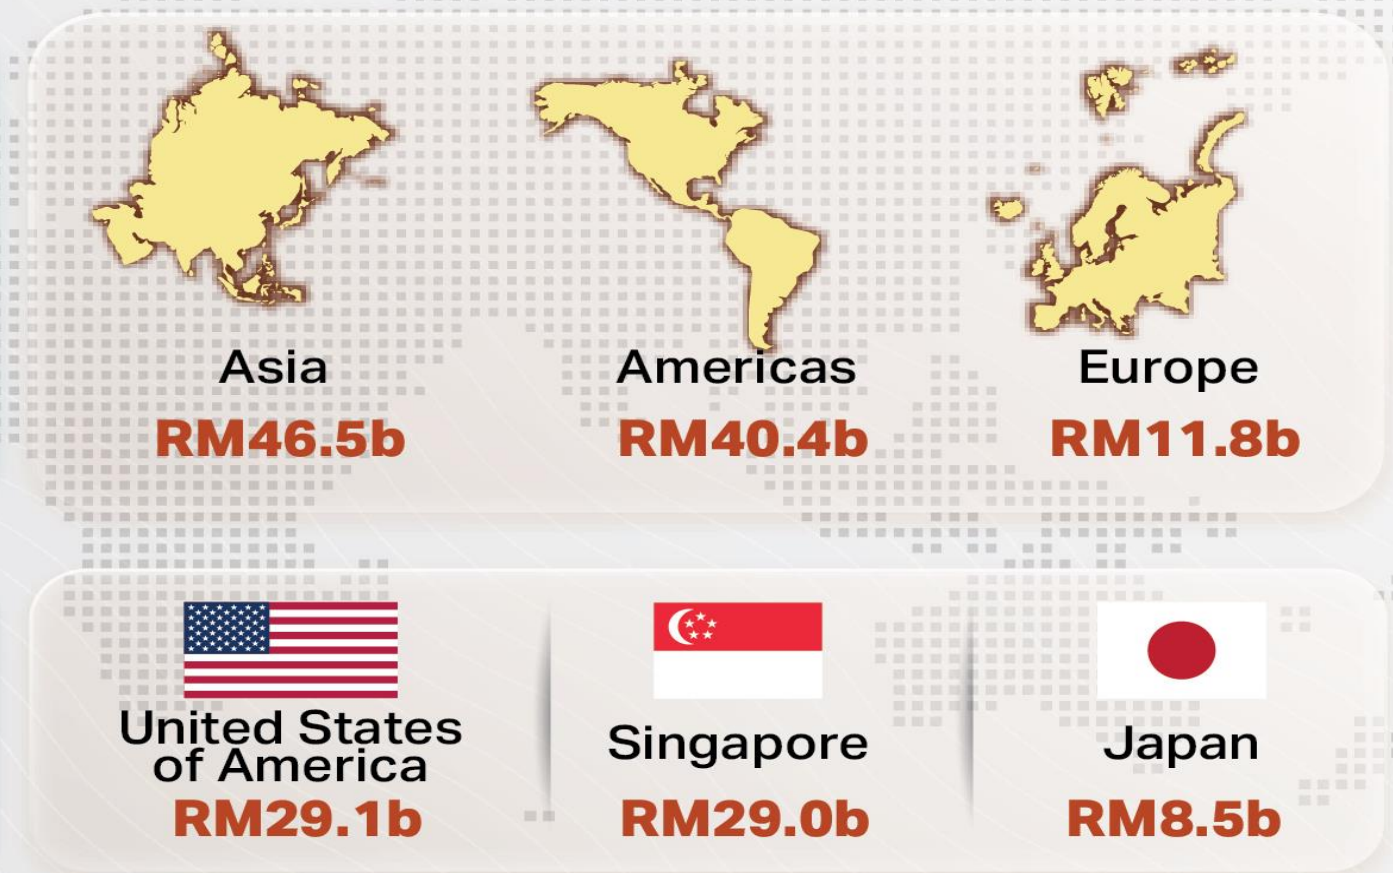 Asia
Americas
Europe
RM46.5b
RM40.4b
RM11.8b
United States
of America
Singapore
Japan
RM29.1b
RM29.0b
RM8.5b